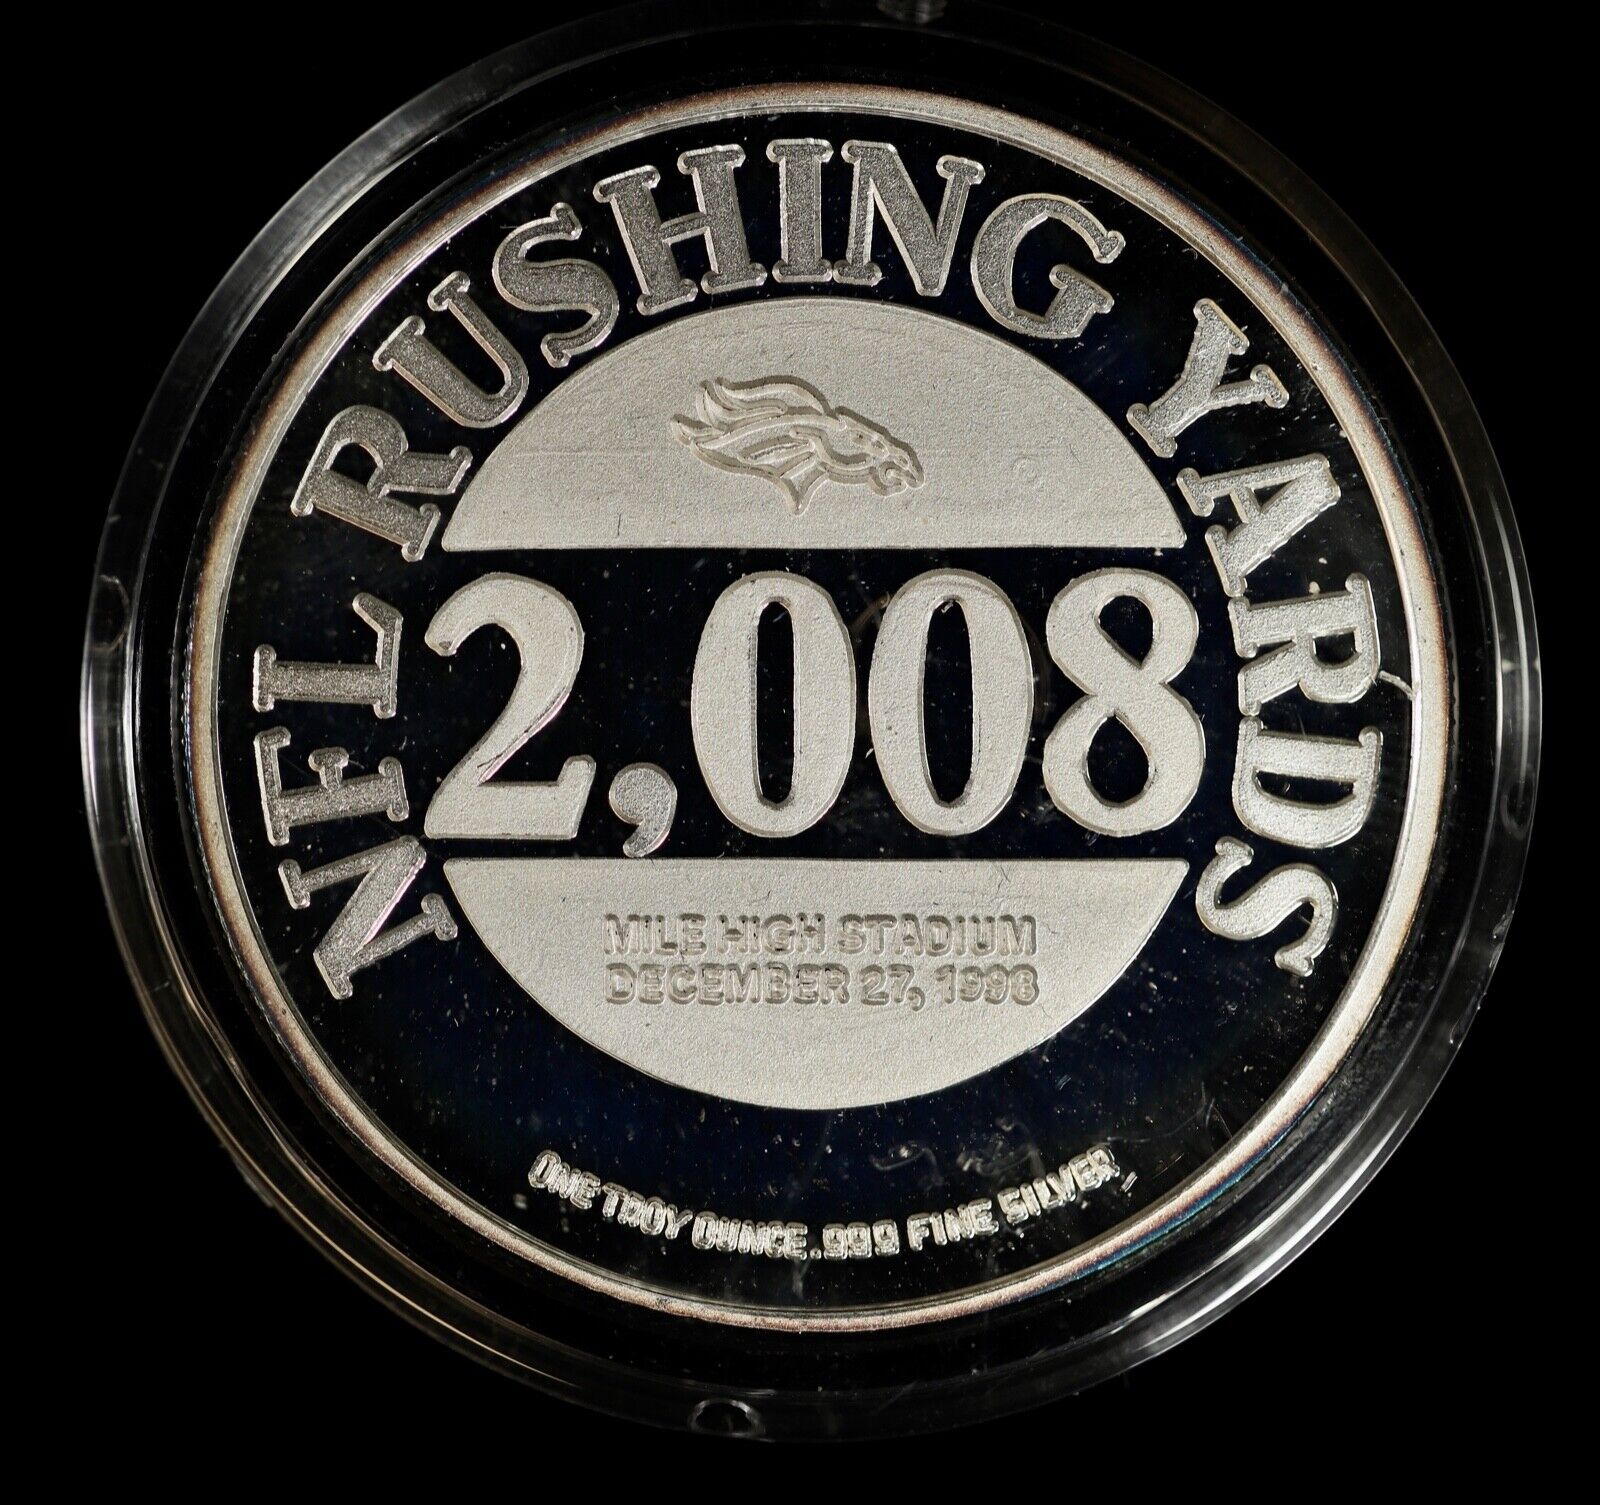 NFL RUSHING YARDS
2,008
MILE HIGH STADIUM
DECEMBER 27, 1998
ONE TROY OUNCE .999 FINE SILVER